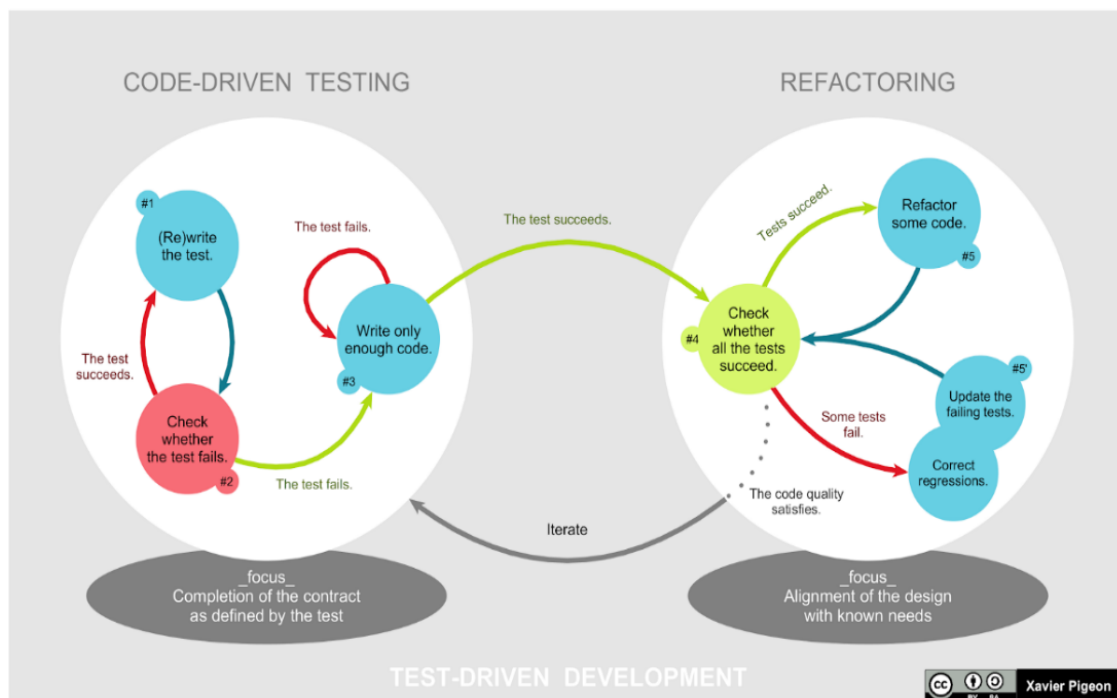 CODE-DRIVEN TESTING
REFACTORING
#1
(Re)write
the test.
The test
succeeds.
Check
whether
the test fails.
#2
The test fails.
The test fails.
Write only
enough code.
#3
The test succeeds.
#4
Check
whether
all the tests
succeed.
Tests succeed.
Refactor
some code.
#5
#5'
Update the
failing tests.
Correct
regressions.
Some tests
fail.
The code quality
satisfies.
Iterate
_focus_
Completion of the contract
as defined by the test
_focus_
Alignment of the design
with known needs
TEST-DRIVEN DEVELOPMENT
cc
BY SA
Xavier Pigeon